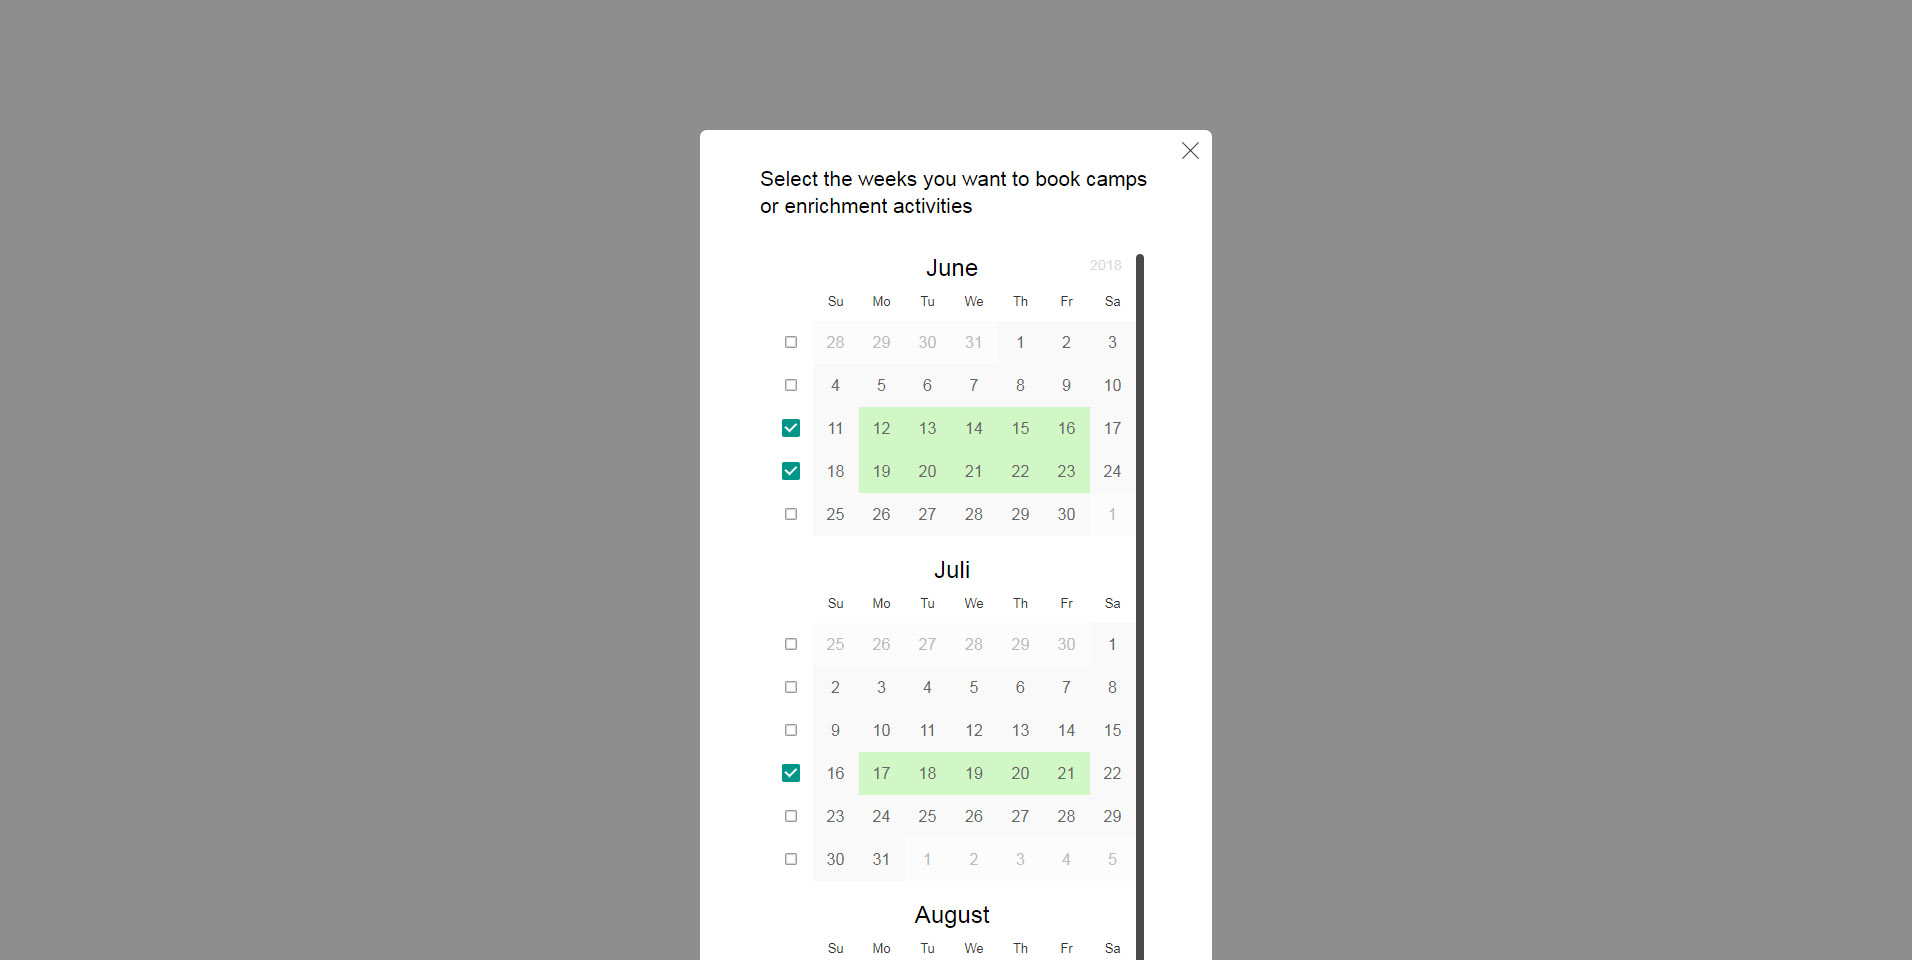 Select the weeks you want to book camps
or enrichment activities
June 2018
Su Mo Tu We Th Fr Sa
28 29 30 31 1 2 3
4 5 6 7 8 9 10
11 12 13 14 15 16 17
18 19 20 21 22 23 24
25 26 27 28 29 30 1
Juli
Su Mo Tu We Th Fr Sa
25 26 27 28 29 30 1
2 3 4 5 6 7 8
9 10 11 12 13 14 15
16 17 18 19 20 21 22
23 24 25 26 27 28 29
30 31 1 2 3 4 5
August
Su Mo Tu We Th Fr Sa